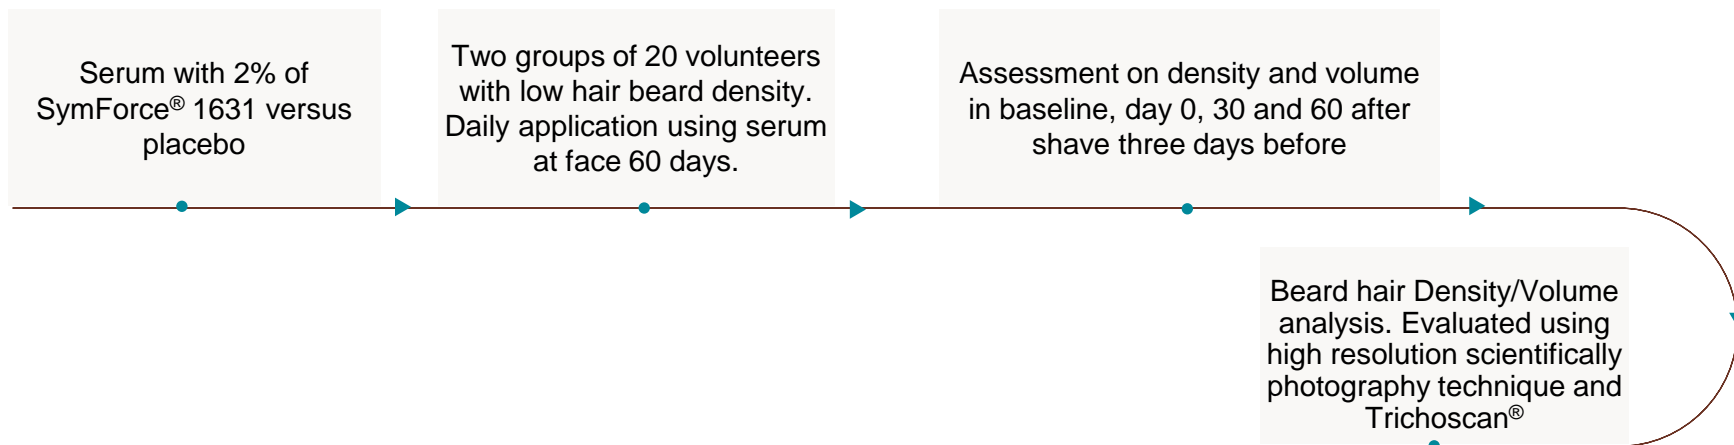 Serum with 2% of
SymForce® 1631 versus
placebo
Two groups of 20 volunteers
with low hair beard density.
Daily application using serum
at face 60 days.
Assessment on density and volume
in baseline, day 0, 30 and 60 after
shave three days before
Beard hair Density/Volume
analysis. Evaluated using
high resolution scientifically
photography technique and
Trichoscan®